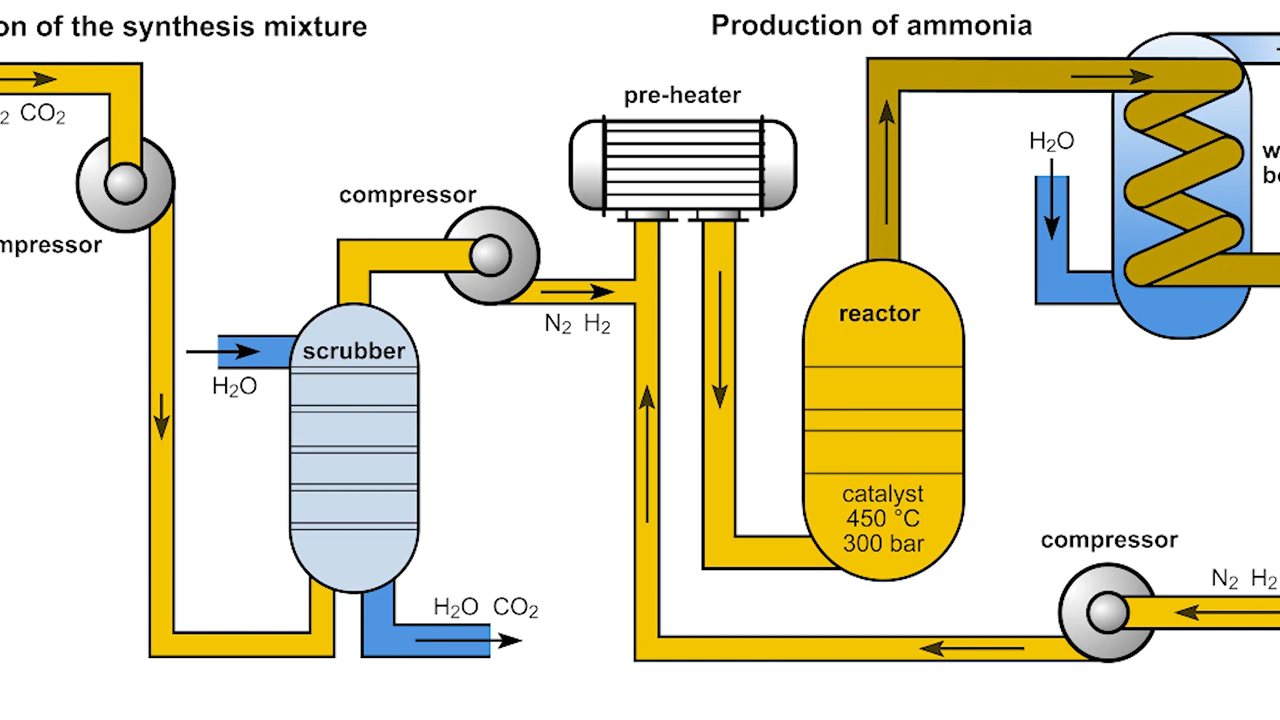 on of the synthesis mixture
Production of ammonia
2 CO2
pre-heater
H2O
compressor
mpressor
N2 H2
reactor
scrubber
H2O
catalyst
450 °C
300 bar
compressor
N2 H2
H2O CO2